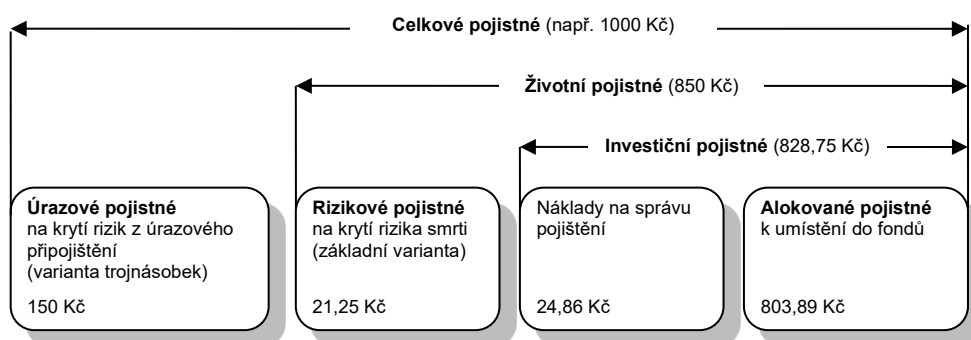 Celkové pojistné (např. 1000 Kč)
Životní pojistné (850 Kč)
Investiční pojistné (828,75 Kč)
Úrazové pojistné
na krytí rizik z úrazového
připojištění
(varianta trojnásobek)
150 Kč
Rizikové pojistné
na krytí rizika smrti
(základní varianta)
21,25 Kč
Náklady na správu
pojištění
24,86 Kč
Alokované pojistné
k umístění do fondů
803,89 Kč